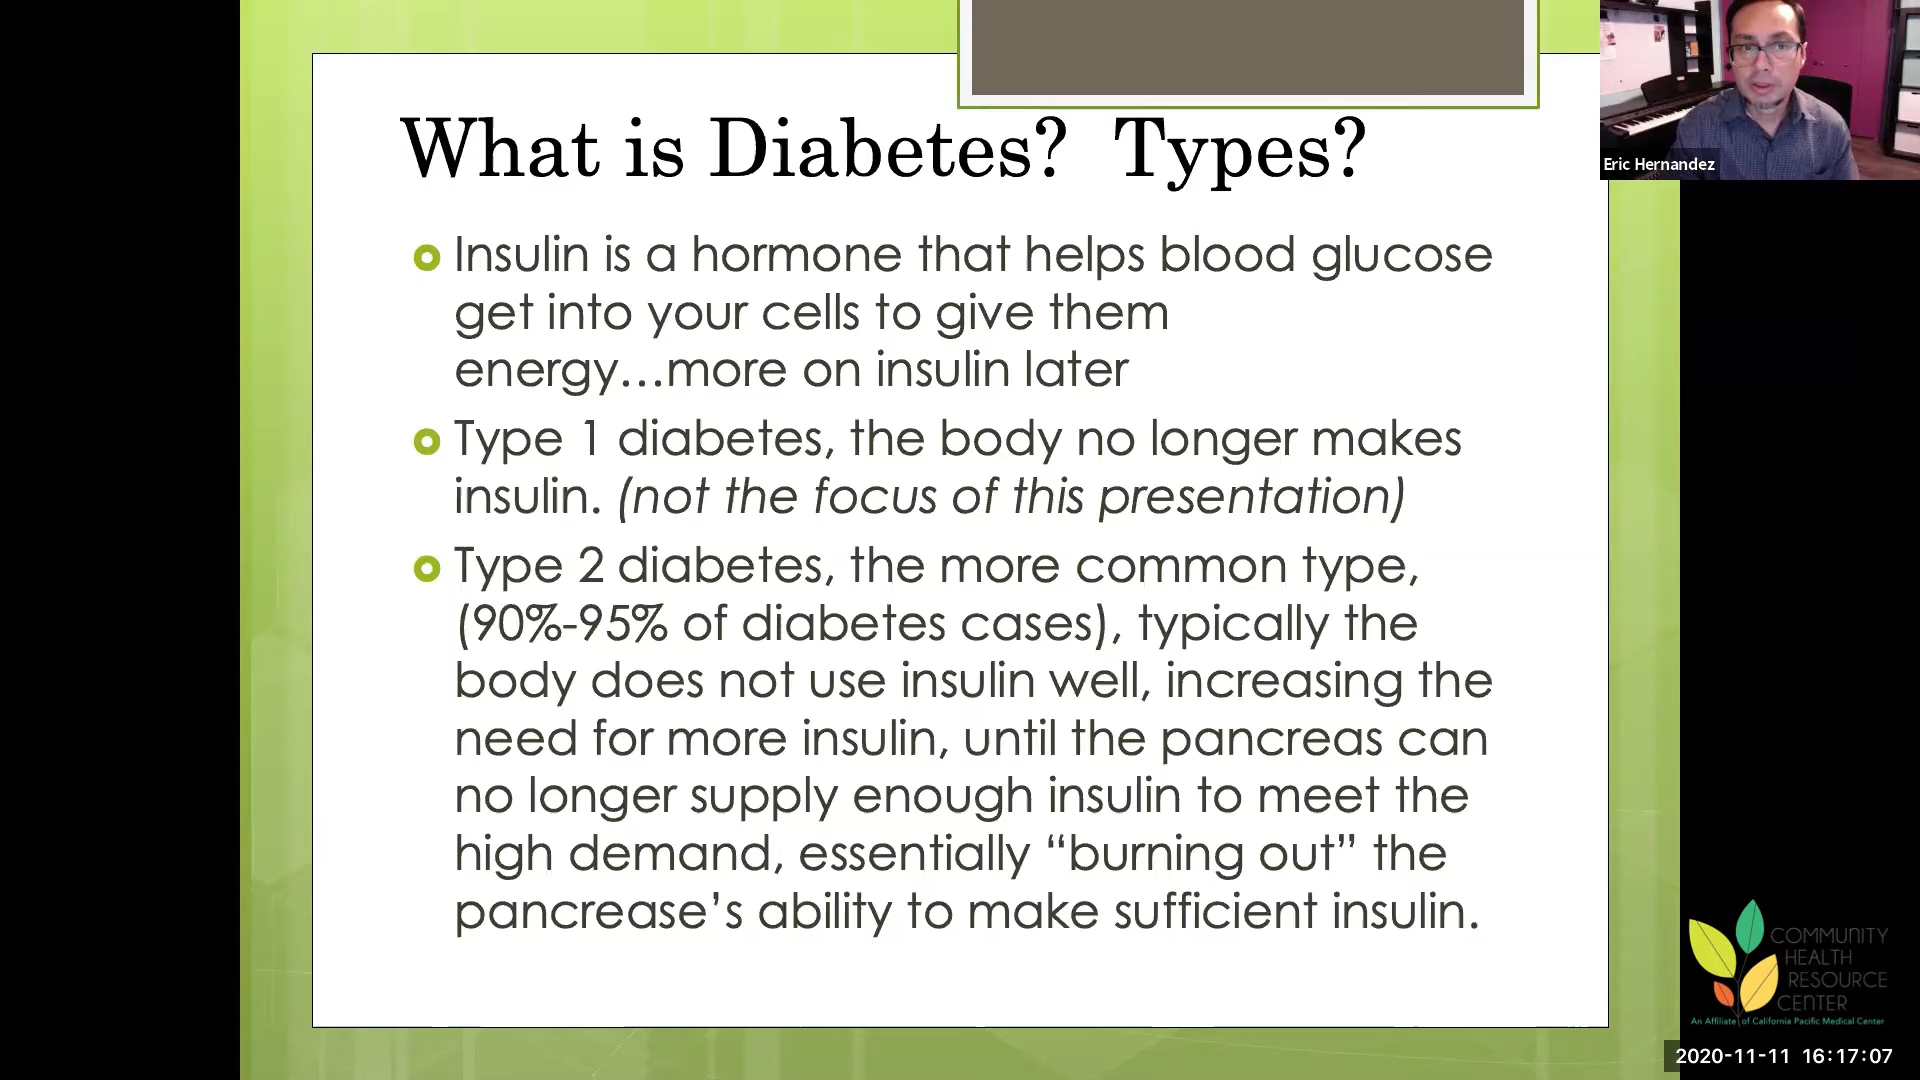 What is Diabetes?  Types?
Insulin is a hormone that helps blood glucose
get into your cells to give them
energy…more on insulin later
Type 1 diabetes, the body no longer makes
insulin. (not the focus of this presentation)
Type 2 diabetes, the more common type,
(90%-95% of diabetes cases), typically the
body does not use insulin well, increasing the
need for more insulin, until the pancreas can
no longer supply enough insulin to meet the
high demand, essentially “burning out” the
pancrease’s ability to make sufficient insulin.
Eric Hernandez
COMMUNITY
HEALTH
RESOURCE
CENTER
An Affiliate of California Pacific Medical Center
2020-11-11 16:17:07